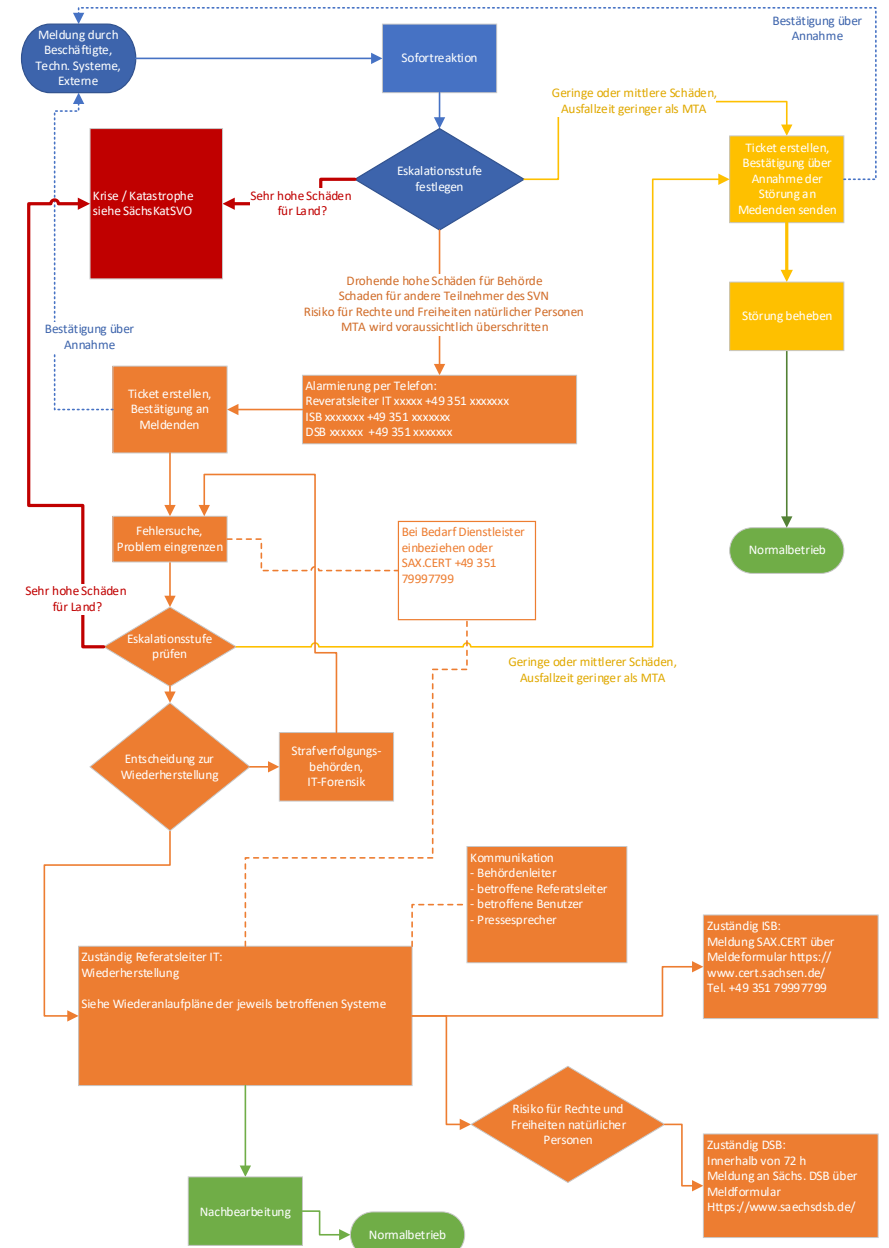 Meldung durch
Beschäftigte,
Techn. Systeme,
Externe
Sofortreaktion
Bestätigung über
Annahme
Geringe oder mittlere Schäden,
Ausfallzeit geringer als MTA
Ticket erstellen,
Bestätigung über
Annahme der
Störung an
Medenden senden
Eskalationsstufe
festlegen
Krise / Katastrophe
siehe SächsKatSVO
Sehr hohe Schäden
für Land?
Drohende hohe Schäden für Behörde
Schaden für andere Teilnehmer des SVN
Risiko für Rechte und Freiheiten natürlicher Personen
MTA wird voraussichtlich überschritten
Störung beheben
Bestätigung über
Annahme
Ticket erstellen,
Bestätigung an
Meldenden
Alarmierung per Telefon:
Reveratsleiter IT xxxxx +49 351 xxxxxxx
ISB xxxxxxx +49 351 xxxxxxx
DSB xxxxxx  +49 351 xxxxxxx
Fehlersuche,
Problem eingrenzen
Bei Bedarf Dienstleister
einbeziehen oder
SAX.CERT +49 351
79997799
Normalbetrieb
Sehr hohe Schäden
für Land?
Eskalationsstufe
prüfen
Geringe oder mittlerer Schäden,
Ausfallzeit geringer als MTA
Entscheidung zur
Wiederherstellung
Strafverfolgungs-
behörden,
IT-Forensik
Kommunikation
- Behördenleiter
- betroffene Referatsleiter
- betroffene Benutzer
- Pressesprecher
Zuständig ISB:
Meldung SAX.CERT über
Meldeformular https://
www.cert.sachsen.de/
Tel. +49 351 79997799
Zuständig Referatsleiter IT:
Wiederherstellung
Siehe Wiederanlaufpläne der jeweils betroffenen Systeme
Risiko für Rechte und
Freiheiten natürlicher
Personen
Zuständig DSB:
Innerhalb von 72 h
Meldung an Sächs. DSB über
Meldformular
Https://www.saechsdsb.de/
Nachbearbeitung
Normalbetrieb